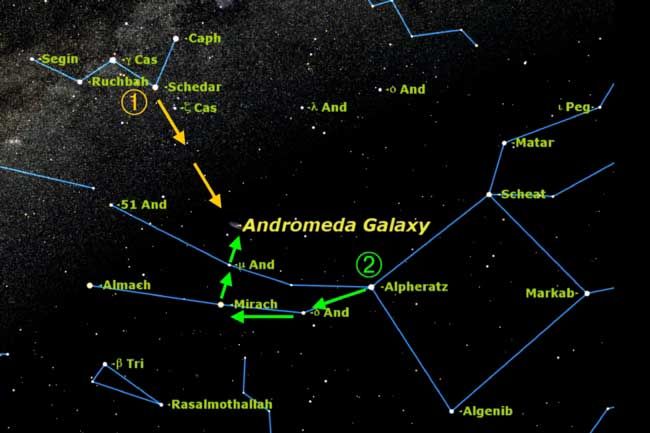 Caph
Segin
γ Cas
Ruchbah
Schedar
①
ζ Cas
λ And
ο And
ι Peg
Matar
51 And
Scheat
Andromeda Galaxy
②
μ And
Almach
Alpheratz
Markab
Mirach
δ And
β Tri
Rasalmothallah
Algenib